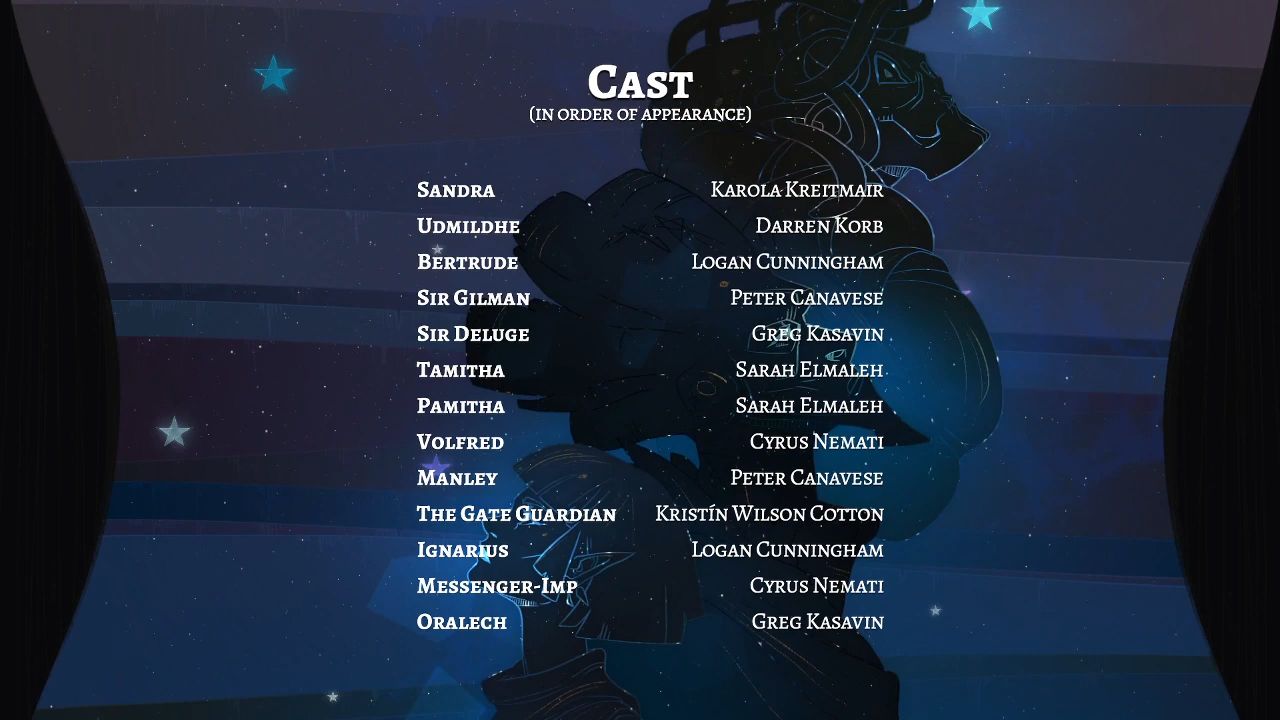 Cast
(in order of appearance)
Sandra Karola Kreitmair
Udmildhe Darren Korb
Bertrude Logan Cunningham
Sir Gilman Peter Canavese
Sir Deluge Greg Kasavin
Tamitha Sarah Elmaleh
Pamitha Sarah Elmaleh
Volfred Cyrus Nemati
Manley Peter Canavese
The Gate Guardian Kristín Wilson Cotton
Ignarius Logan Cunningham
Messenger-Imp Cyrus Nemati
Oralech Greg Kasavin